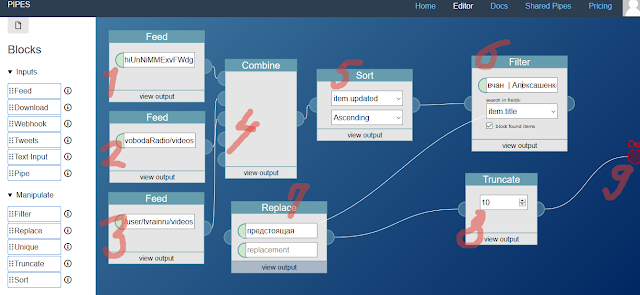 PIPES
Home Editor Docs Shared Pipes Pricing
Blocks
▼ Inputs
Feed
Download
Webhook
Tweets
Text Input
Pipe
▼ Manipulate
Filter
Replace
Unique
Truncate
Sort
Feed
hiUnNiMMExvFWdg
view output
1
Feed
vobodaRadio/videos
view output
2
Feed
/user/tvrainru/videos
view output
3
Combine
view output
4
Sort
item.updated
Ascending
view output
5
Filter
вчан | Алексашенк
search in fields:
item.title
block found items
view output
6
Replace
предстоящая
replacement
view output
7
Truncate
10
view output
8
Ou
9